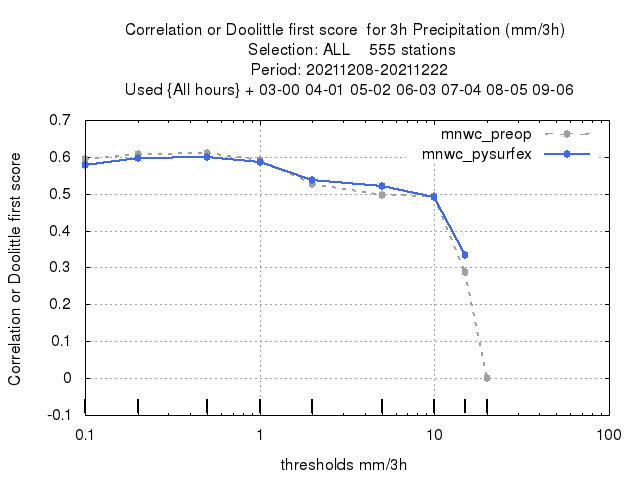 Correlation or Doolittle first score  for 3h Precipitation (mm/3h)
Selection: ALL    555 stations
Period: 20211208-20211222
Used {All hours} + 03-00 04-01 05-02 06-03 07-04 08-05 09-06
mnwc_preop
mnwc_pysurfex
Correlation or Doolittle first score
0.7
0.6
0.5
0.4
0.3
0.2
0.1
0
-0.1
0.1 1 10 100
thresholds mm/3h